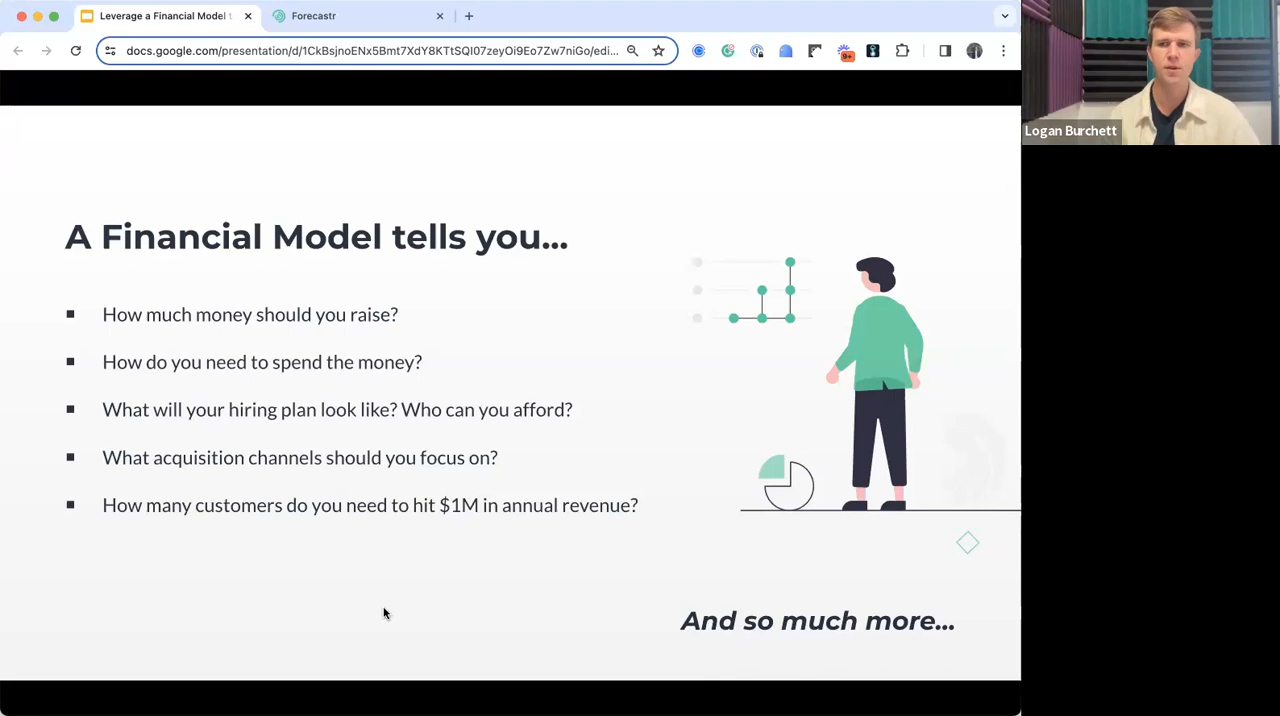 Leverage a Financial Model t
Forecastr
docs.google.com/presentation/d/1CkBsjnoENx5Bmt7XdY8KTtSQI07zeyOi9Eo7Zw7niGo/edi...
9+
Logan Burchett
A Financial Model tells you...
How much money should you raise?
How do you need to spend the money?
What will your hiring plan look like? Who can you afford?
What acquisition channels should you focus on?
How many customers do you need to hit $1M in annual revenue?
And so much more...